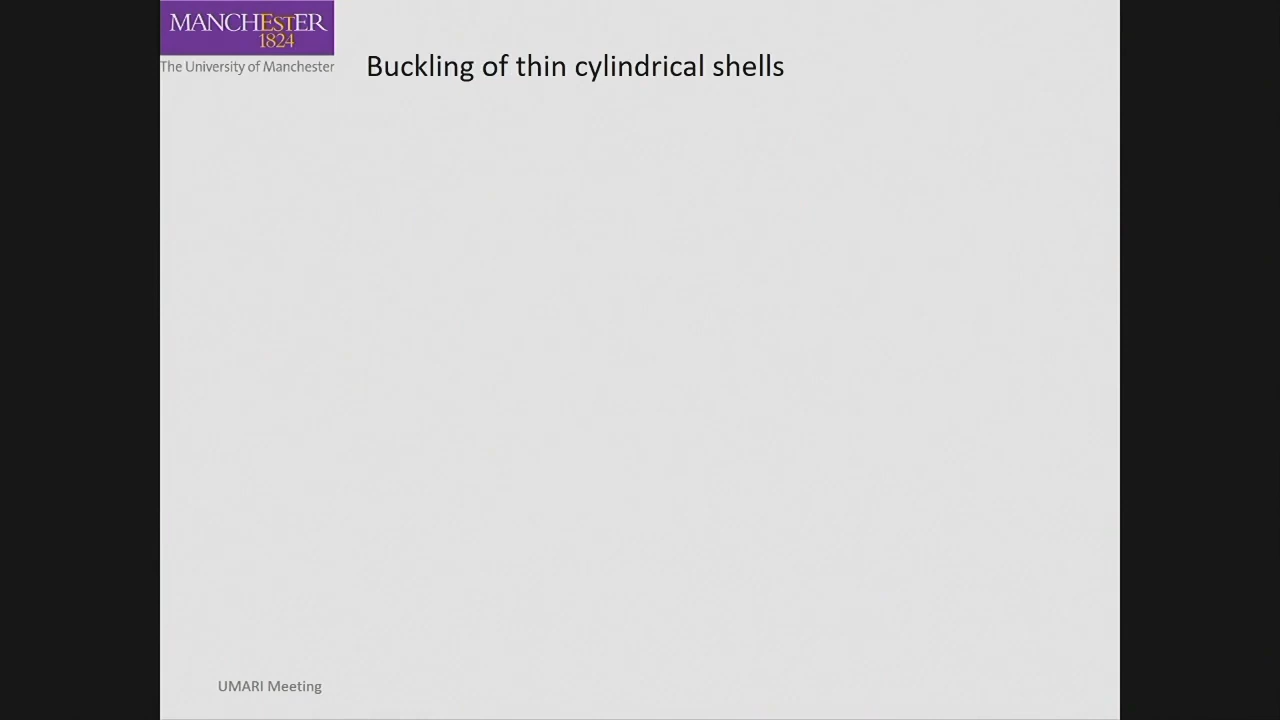 MANCHESTER
1824
The University of Manchester
Buckling of thin cylindrical shells
UMARI Meeting